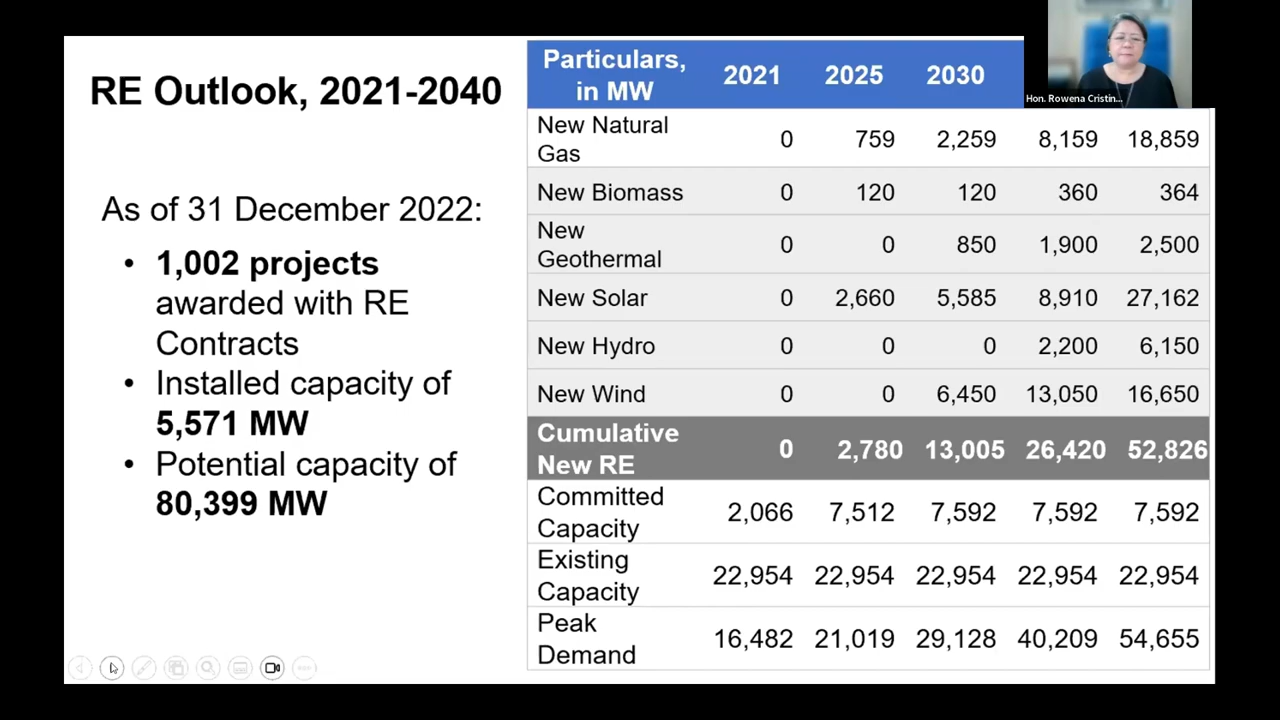 RE Outlook, 2021-2040
As of 31 December 2022:
• 1,002 projects
awarded with RE
Contracts
• Installed capacity of
5,571 MW
• Potential capacity of
80,399 MW
Particulars, in MW 2021 2025 2030
Hon. Rowena Cristin...
New Natural Gas 0 759 2,259 8,159 18,859
New Biomass 0 120 120 360 364
New Geothermal 0 0 850 1,900 2,500
New Solar 0 2,660 5,585 8,910 27,162
New Hydro 0 0 0 2,200 6,150
New Wind 0 0 6,450 13,050 16,650
Cumulative New RE 0 2,780 13,005 26,420 52,826
Committed Capacity 2,066 7,512 7,592 7,592 7,592
Existing Capacity 22,954 22,954 22,954 22,954 22,954
Peak Demand 16,482 21,019 29,128 40,209 54,655